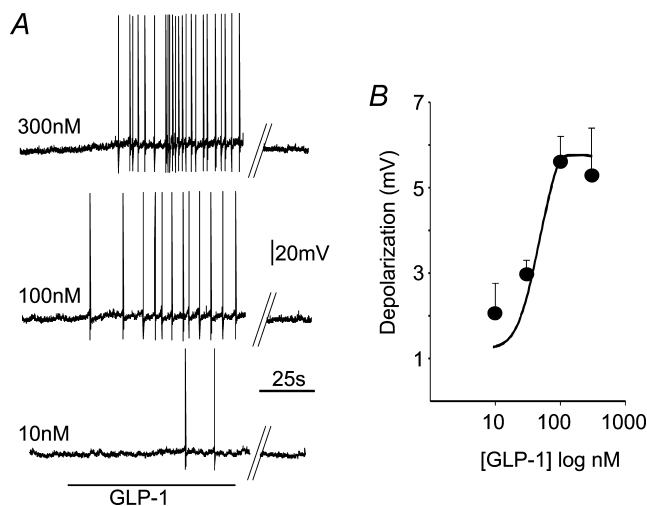 A
300nM
100nM
20mV
25s
10nM
GLP-1
B
7
5
3
1
Depolarization (mV)
10 100 1000
[GLP-1] log nM